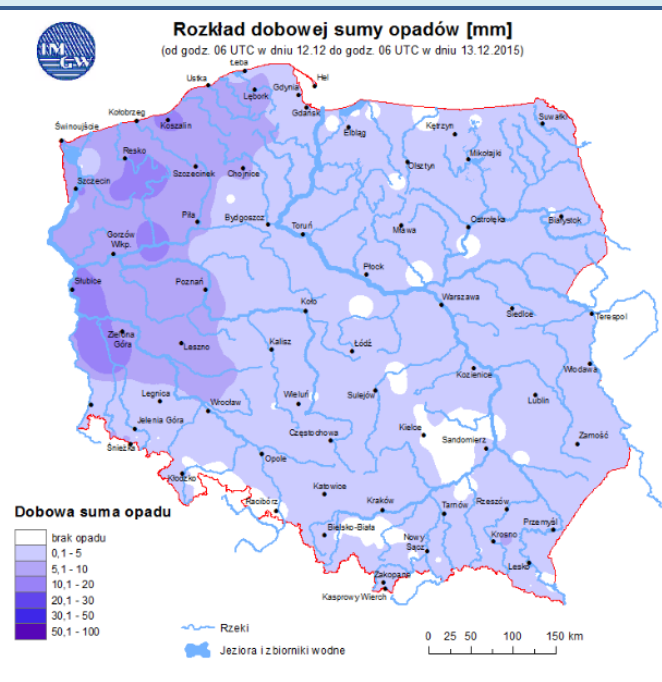 Rozkład dobowej sumy opadów [mm]
(od godz. 06 UTC w dniu 12.12 do godz. 06 UTC w dniu 13.12.2015)
IM
GW
Łeba
Ustka
Hel
Gdynia
Lębork
Gdańsk
Kołobrzeg
Koszalin
Suwałki
Świnoujście
Elbląg
Kętrzyn
Resko
Mikołajki
Szczecinek
Chojnice
Olsztyn
Szczecin
Piła
Bydgoszcz
Toruń
Mława
Ostrołęka
Białystok
Gorzów
Wlkp.
Płock
Słubice
Poznań
Koło
Warszawa
Siedlce
Terespol
Zielona
Góra
Leszno
Kalisz
Łódź
Kozienice
Włodawa
Legnica
Wrocław
Wieluń
Sulejów
Lublin
Jelenia Góra
Częstochowa
Kielce
Sandomierz
Zamość
Śnieżka
Opole
Kłodzko
Katowice
Racibórz
Kraków
Tarnów
Rzeszów
Przemyśl
Bielsko-Biała
Nowy
Sącz
Krosno
Lesko
Zakopane
Kasprowy Wierch
Dobowa suma opadu
brak opadu
0,1 - 5
5,1 - 10
10,1 - 20
20,1 - 30
30,1 - 50
50,1 - 100
Rzeki
Jeziora i zbiorniki wodne
0 25 50 100 150 km